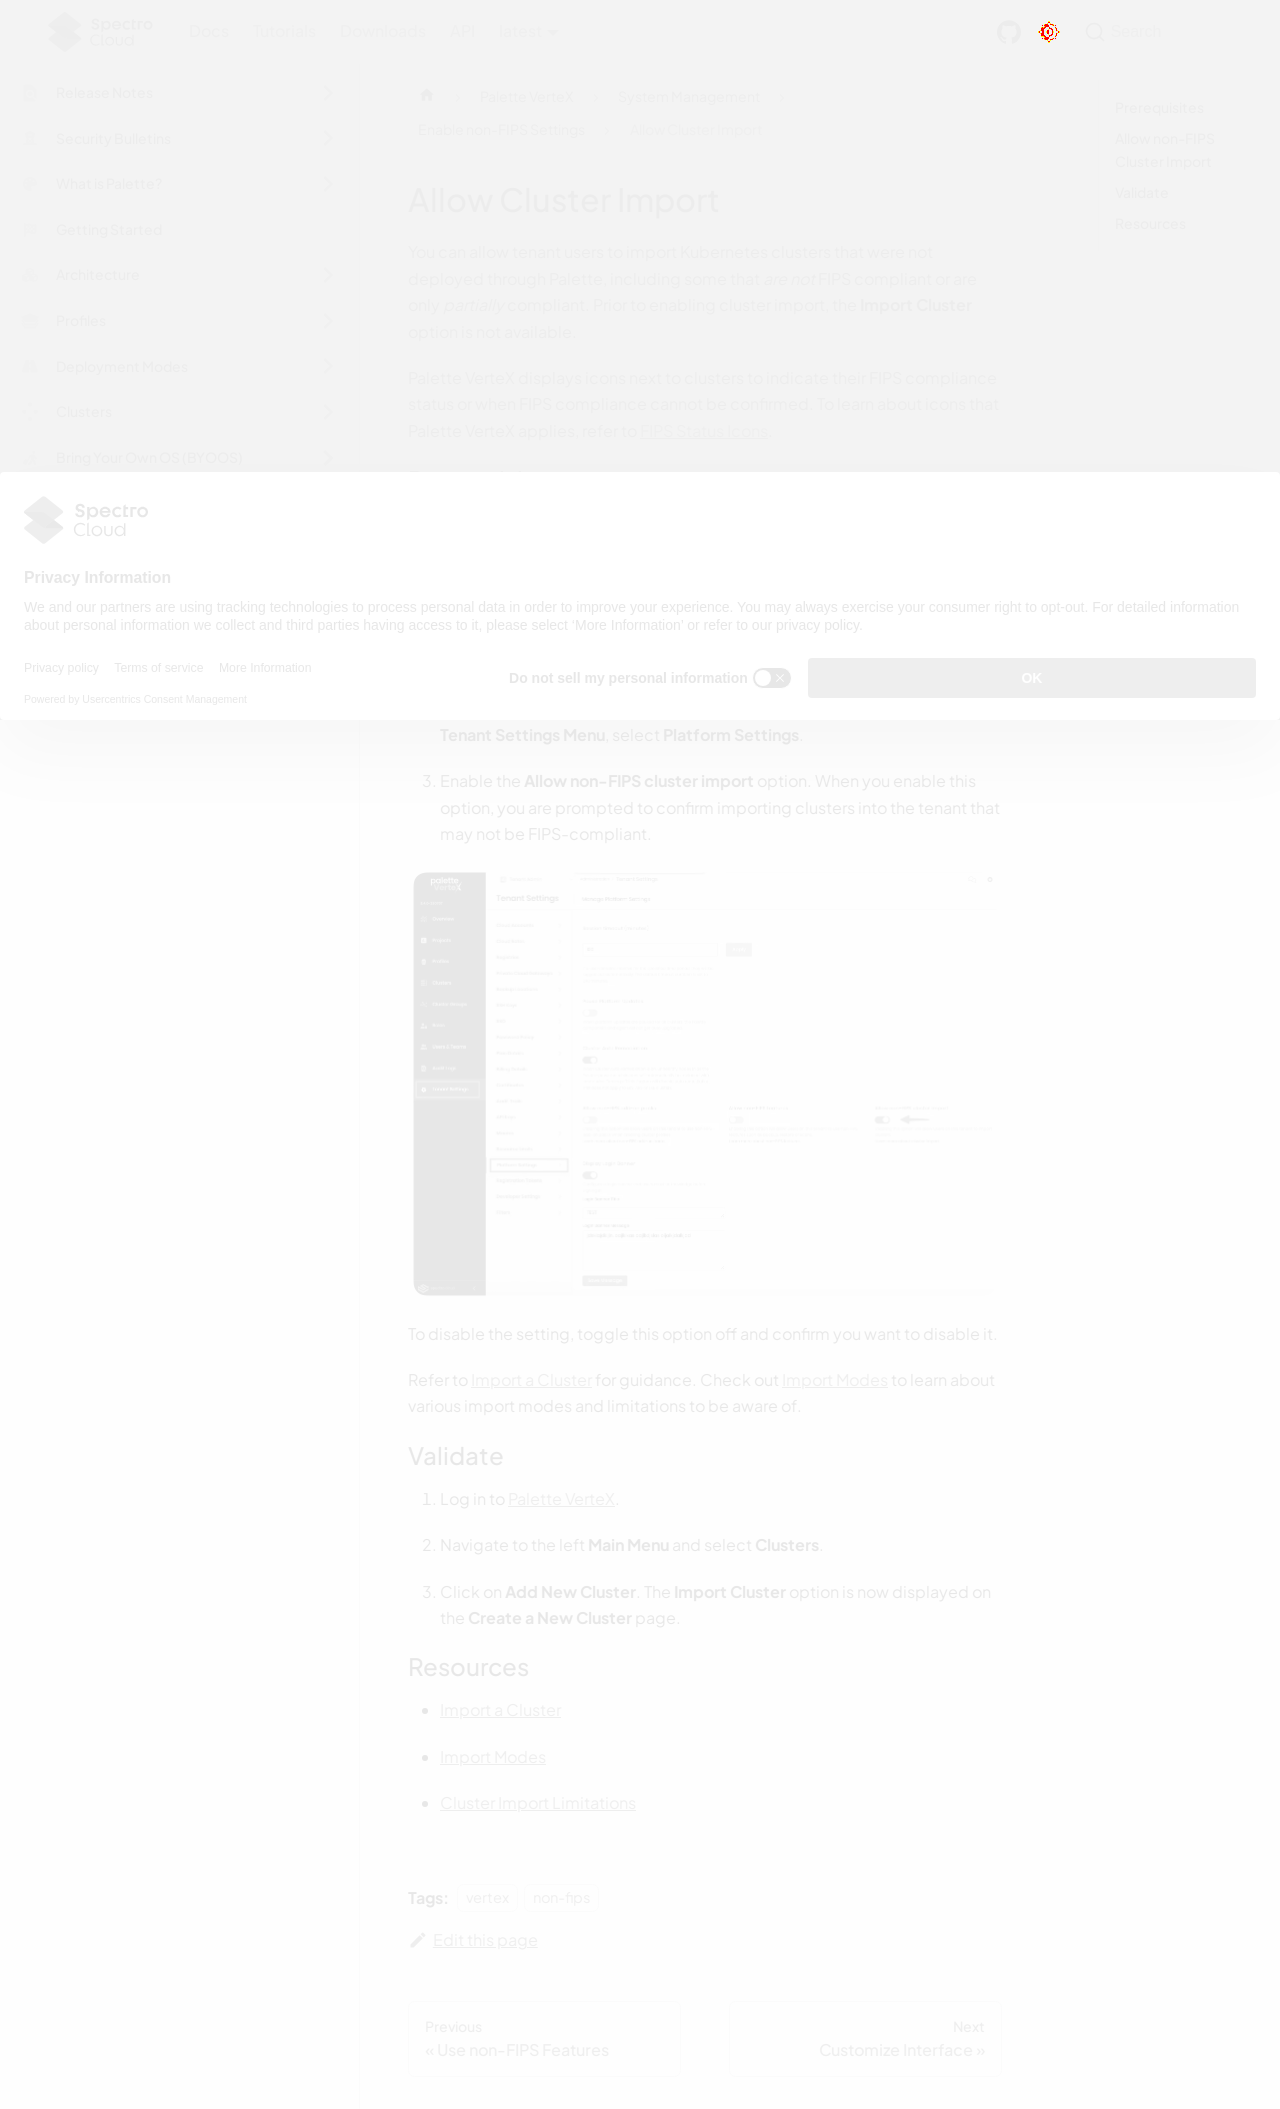 Spectro
Cloud
Docs Tutorials Downloads API latest
Search
Release Notes
Security Bulletins
What is Palette?
Getting Started
Architecture
Profiles
Deployment Modes
Clusters
Bring Your Own OS (BYOOS)
Palette VerteX
System Management
Enable non-FIPS Settings
Allow Cluster Import
Prerequisites
Allow non-FIPS
Cluster Import
Validate
Resources
Allow Cluster Import
You can allow tenant users to import Kubernetes clusters that were not
deployed through Palette, including some that are not FIPS compliant or are
only partially compliant. Prior to enabling cluster import, the Import Cluster
option is not available.
Palette VerteX displays icons next to clusters to indicate their FIPS compliance
status or when FIPS compliance cannot be confirmed. To learn about icons that
Palette VerteX applies, refer to FIPS Status Icons.
Spectro
Cloud
Privacy Information
We and our partners are using tracking technologies to process personal data in order to improve your experience. You may always exercise your consumer right to opt-out. For detailed information
about personal information we collect and third parties having access to it, please select 'More Information' or refer to our privacy policy.
Privacy policy Terms of service More Information
Do not sell my personal information
OK
Powered by Usercentrics Consent Management
Tenant Settings Menu, select Platform Settings.
3. Enable the Allow non-FIPS cluster import option. When you enable this
option, you are prompted to confirm importing clusters into the tenant that
may not be FIPS-compliant.
palette
Tenant Settings
To disable the setting, toggle this option off and confirm you want to disable it.
Refer to Import a Cluster for guidance. Check out Import Modes to learn about
various import modes and limitations to be aware of.
Validate
1. Log in to Palette VerteX.
2. Navigate to the left Main Menu and select Clusters.
3. Click on Add New Cluster. The Import Cluster option is now displayed on
the Create a New Cluster page.
Resources
Import a Cluster
Import Modes
Cluster Import Limitations
Tags: vertex non-fips
Edit this page
Previous
« Use non-FIPS Features
Next
Customize Interface »